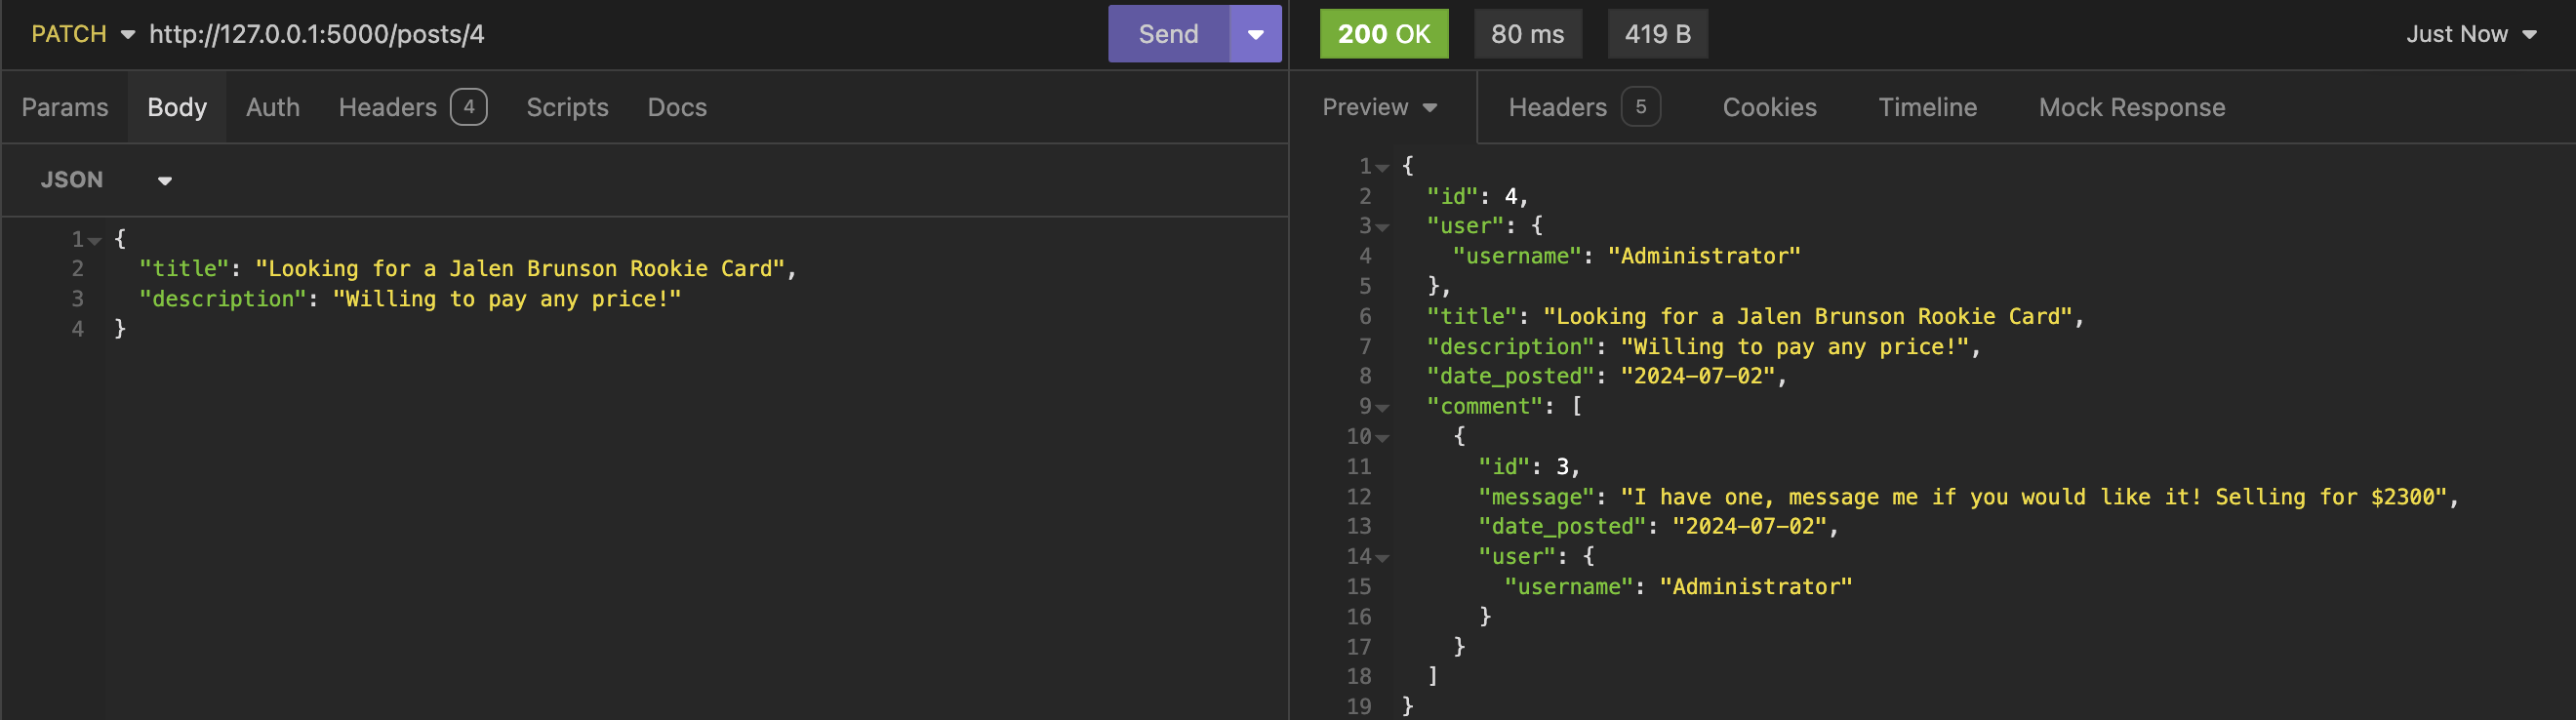 PATCH http://127.0.0.1:5000/posts/4 Send
Params Body Auth Headers 4 Scripts Docs
JSON
1 {
2 "title": "Looking for a Jalen Brunson Rookie Card",
3 "description": "Willing to pay any price!"
4 }
200 OK 80 ms 419 B Just Now
Preview Headers 5 Cookies Timeline Mock Response
1 {
2 "id": 4,
3 "user": {
4 "username": "Administrator"
5 },
6 "title": "Looking for a Jalen Brunson Rookie Card",
7 "description": "Willing to pay any price!",
8 "date_posted": "2024-07-02",
9 "comment": [
10 {
11 "id": 3,
12 "message": "I have one, message me if you would like it! Selling for $2300",
13 "date_posted": "2024-07-02",
14 "user": {
15 "username": "Administrator"
16 }
17 }
18 ]
19 }